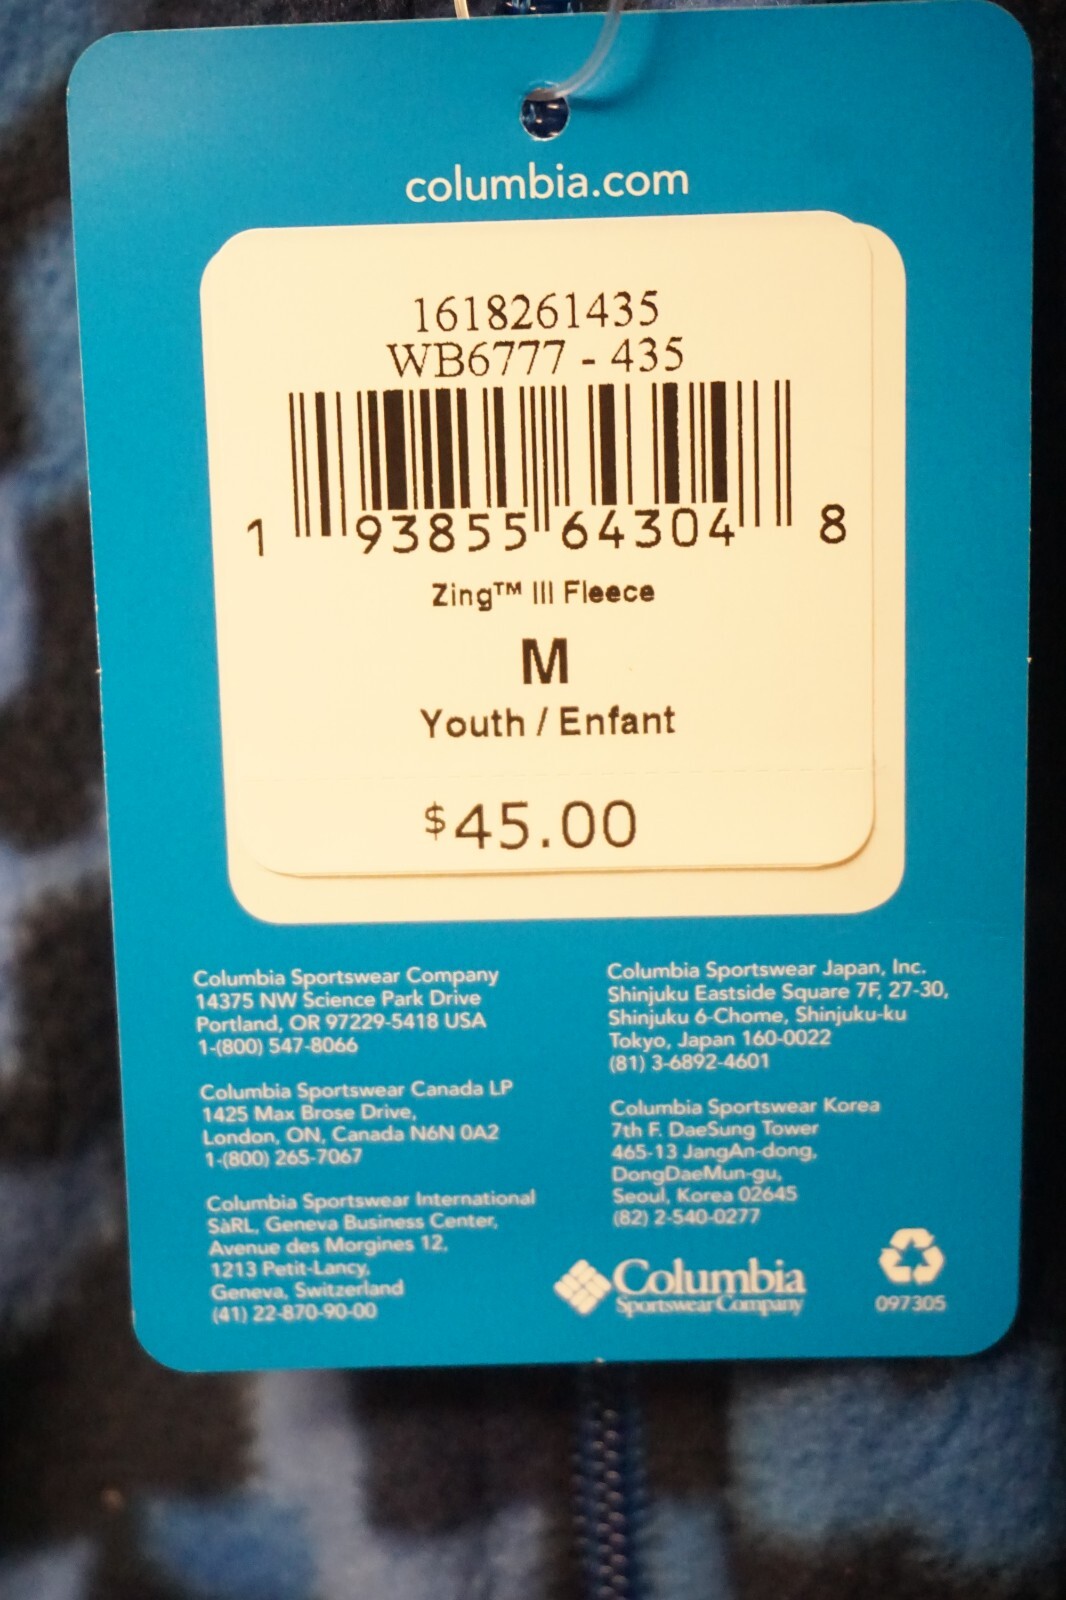 columbia.com
1618261435
WB6777 - 435
1 93855 64304 8
Zing™ III Fleece
M
Youth / Enfant
$45.00
Columbia Sportswear Company
14375 NW Science Park Drive
Portland, OR 97229-5418 USA
1-(800) 547-8066
Columbia Sportswear Canada LP
1425 Max Brose Drive,
London, ON, Canada N6N 0A2
1-(800) 265-7067
Columbia Sportswear International
SàRL, Geneva Business Center,
Avenue des Morgines 12,
1213 Petit-Lancy,
Geneva, Switzerland
(41) 22-870-90-00
Columbia Sportswear Japan, Inc.
Shinjuku Eastside Square 7F, 27-30,
Shinjuku 6-Chome, Shinjuku-ku
Tokyo, Japan 160-0022
(81) 3-6892-4601
Columbia Sportswear Korea
7th F. DaeSung Tower
465-13 JangAn-dong,
DongDaeMun-gu,
Seoul, Korea 02645
(82) 2-540-0277
Columbia
Sportswear Company
097305